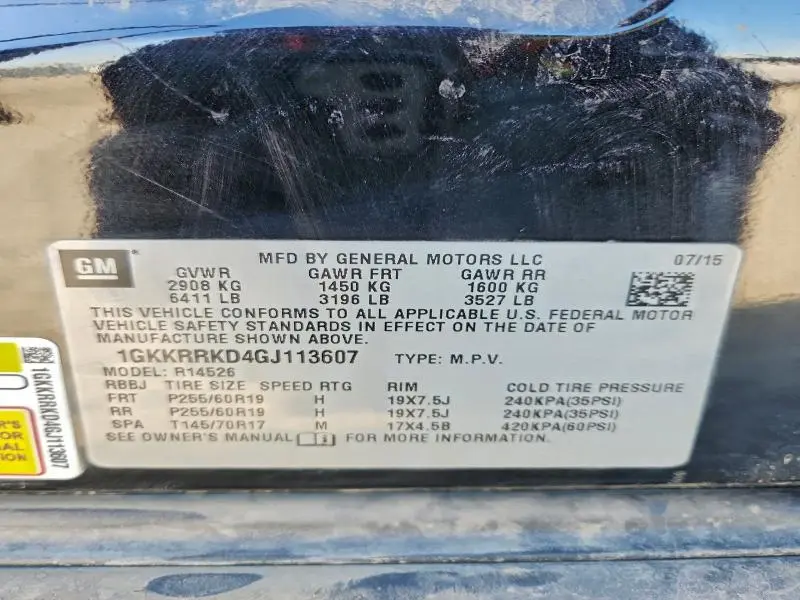 GM
MFD BY GENERAL MOTORS LLC 07/15
GVWR GAWR FRT GAWR RR
2908 KG 1450 KG 1600 KG
6411 LB 3196 LB 3527 LB
THIS VEHICLE CONFORMS TO ALL APPLICABLE U.S. FEDERAL MOTOR
VEHICLE SAFETY STANDARDS IN EFFECT ON THE DATE OF
MANUFACTURE SHOWN ABOVE.
1GKKRRKD4GJ113607 TYPE: M.P.V.
MODEL: R14526
RBBJ TIRE SIZE SPEED RTG RIM COLD TIRE PRESSURE
FRT P255/60R19 H 19X7.5J 240KPA(35PSI)
RR P255/60R19 H 19X7.5J 240KPA(35PSI)
SPA T145/70R17 M 17X4.5B 420KPA(60PSI)
SEE OWNER'S MANUAL FOR MORE INFORMATION.
1GKKRRKD4GJ113607